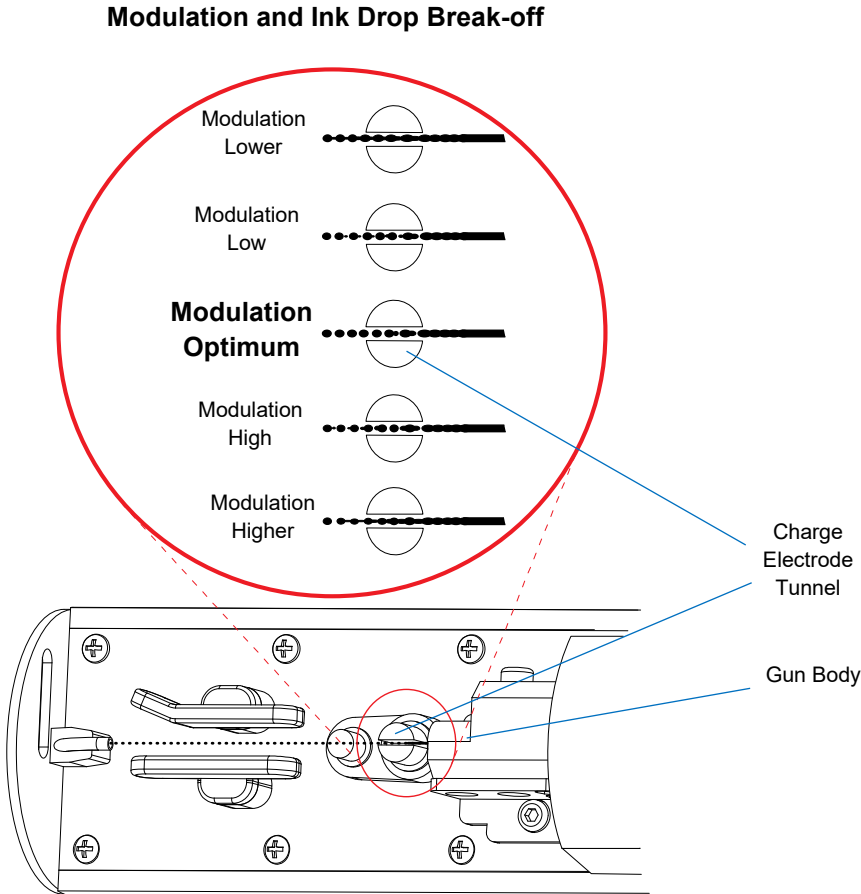 Modulation and Ink Drop Break-off
Modulation
Lower
Modulation
Low
Modulation
Optimum
Modulation
High
Modulation
Higher
Charge
Electrode
Tunnel
Gun Body